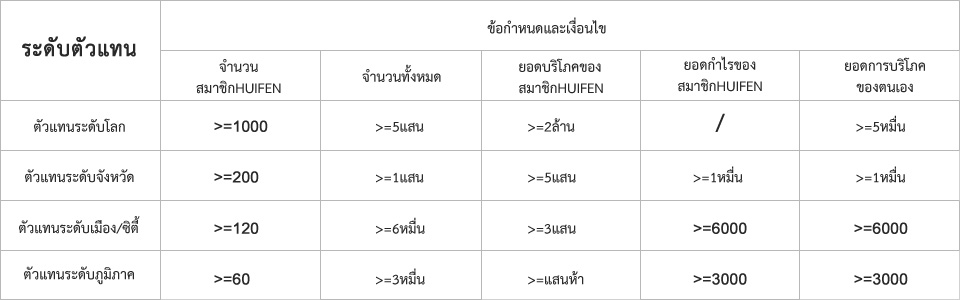 ระดับตัวแทน
ข้อกำหนดและเงื่อนไข
จำนวน
สมาชิกHUIFEN
จำนวนทั้งหมด
ยอดบริโภคของ
สมาชิกHUIFEN
ยอดกำไรของ
สมาชิกHUIFEN
ยอดการบริโภค
ของตนเอง
ตัวแทนระดับโลก
>=1000
>=5แสน
>=2ล้าน
/
>=5หมื่น
ตัวแทนระดับจังหวัด
>=200
>=1แสน
>=5แสน
>=1หมื่น
>=1หมื่น
ตัวแทนระดับเมือง/ซิตี้
>=120
>=6หมื่น
>=3แสน
>=6000
>=6000
ตัวแทนระดับภูมิภาค
>=60
>=3หมื่น
>=แสนห้า
>=3000
>=3000